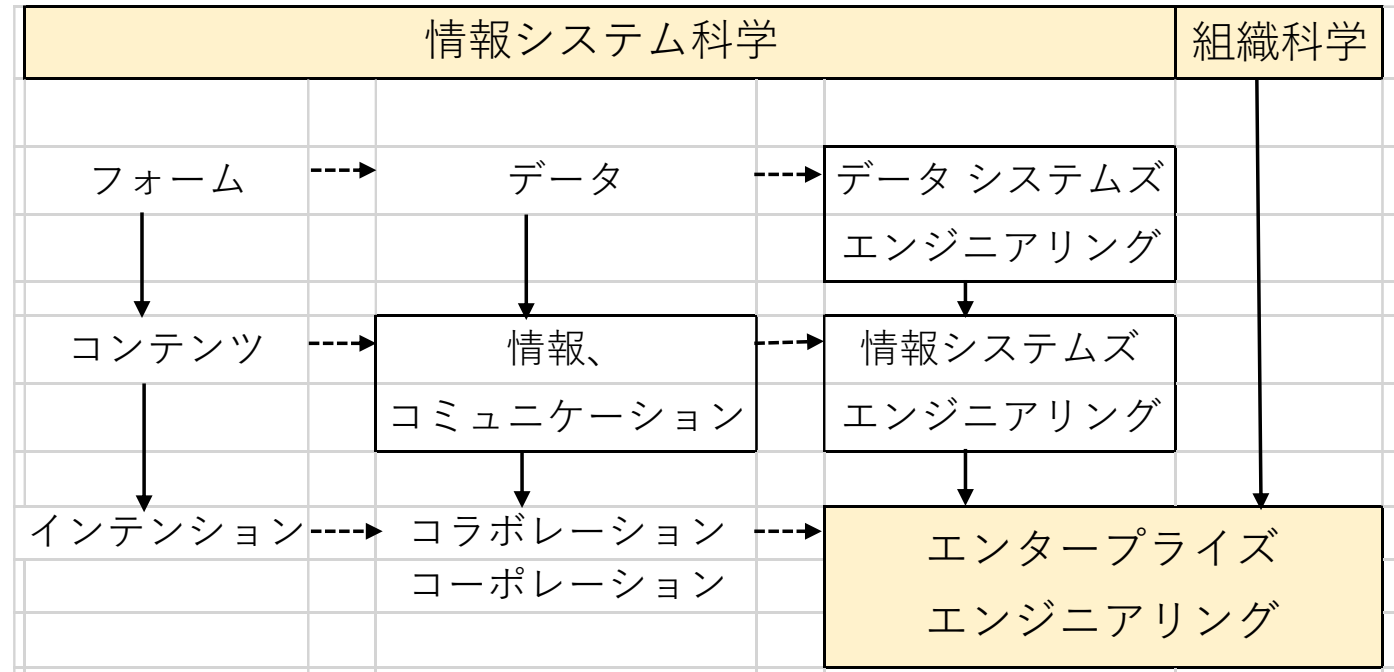 情報システム科学 組織科学
フォーム データ データ システムズ
エンジニアリング
コンテンツ 情報、 情報システムズ
コミュニケーション エンジニアリング
インテンション コラボレーション エンタープライズ
コーポレーション エンジニアリング